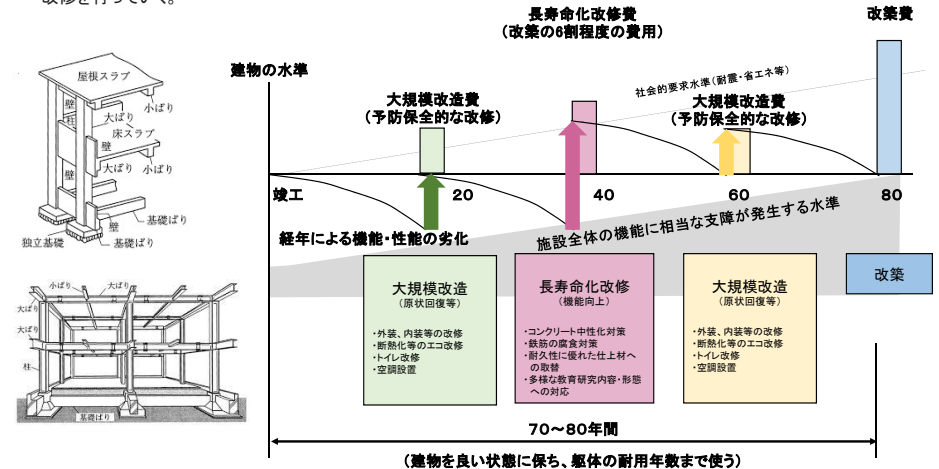 改修を行っていく。
長寿命化改修費
(改築の6割程度の費用)
改築費
建物の水準
社会的要求水準(耐震・省エネ等)
大規模改造費
(予防保全的な改修)
大規模改造費
(予防保全的な改修)
屋根スラブ
壁
柱
小ばり
大ばり
床スラブ
壁
大ばり
小ばり
壁
基礎ばり
壁
独立基礎
基礎ばり
竣工
20
40
60
80
経年による機能・性能の劣化
施設全体の機能に相当な支障が発生する水準
大規模改造
(原状回復等)
・外装、内装等の改修
・断熱化等のエコ改修
・トイレ改修
・空調設置
長寿命化改修
(機能向上)
・コンクリート中性化対策
・鉄筋の腐食対策
・耐久性に優れた仕上材へ
の取替
・多様な教育研究内容・形態
への対応
大規模改造
(原状回復等)
・外装、内装等の改修
・断熱化等のエコ改修
・トイレ改修
・空調設置
改築
小ばり
大ばり
大ばり
大ばり
柱
基礎ばり
70~80年間
(建物を良い状態に保ち、躯体の耐用年数まで使う)